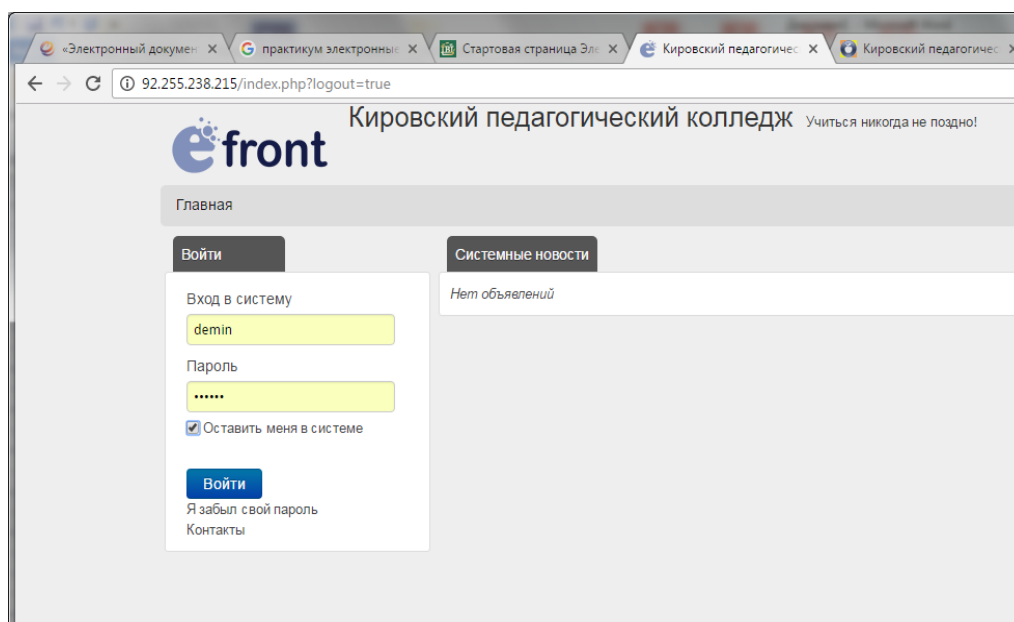 «Электронный докумен
практикум электронные
Стартовая страница Эле
Кировский педагогичес
Кировский педагогичес
92.255.238.215/index.php?logout=true
efront
Кировский педагогический колледж Учиться никогда не поздно!
Главная
Войти
Вход в систему
demin
Пароль
••••••
Оставить меня в системе
Войти
Я забыл свой пароль
Контакты
Системные новости
Нет объявлений